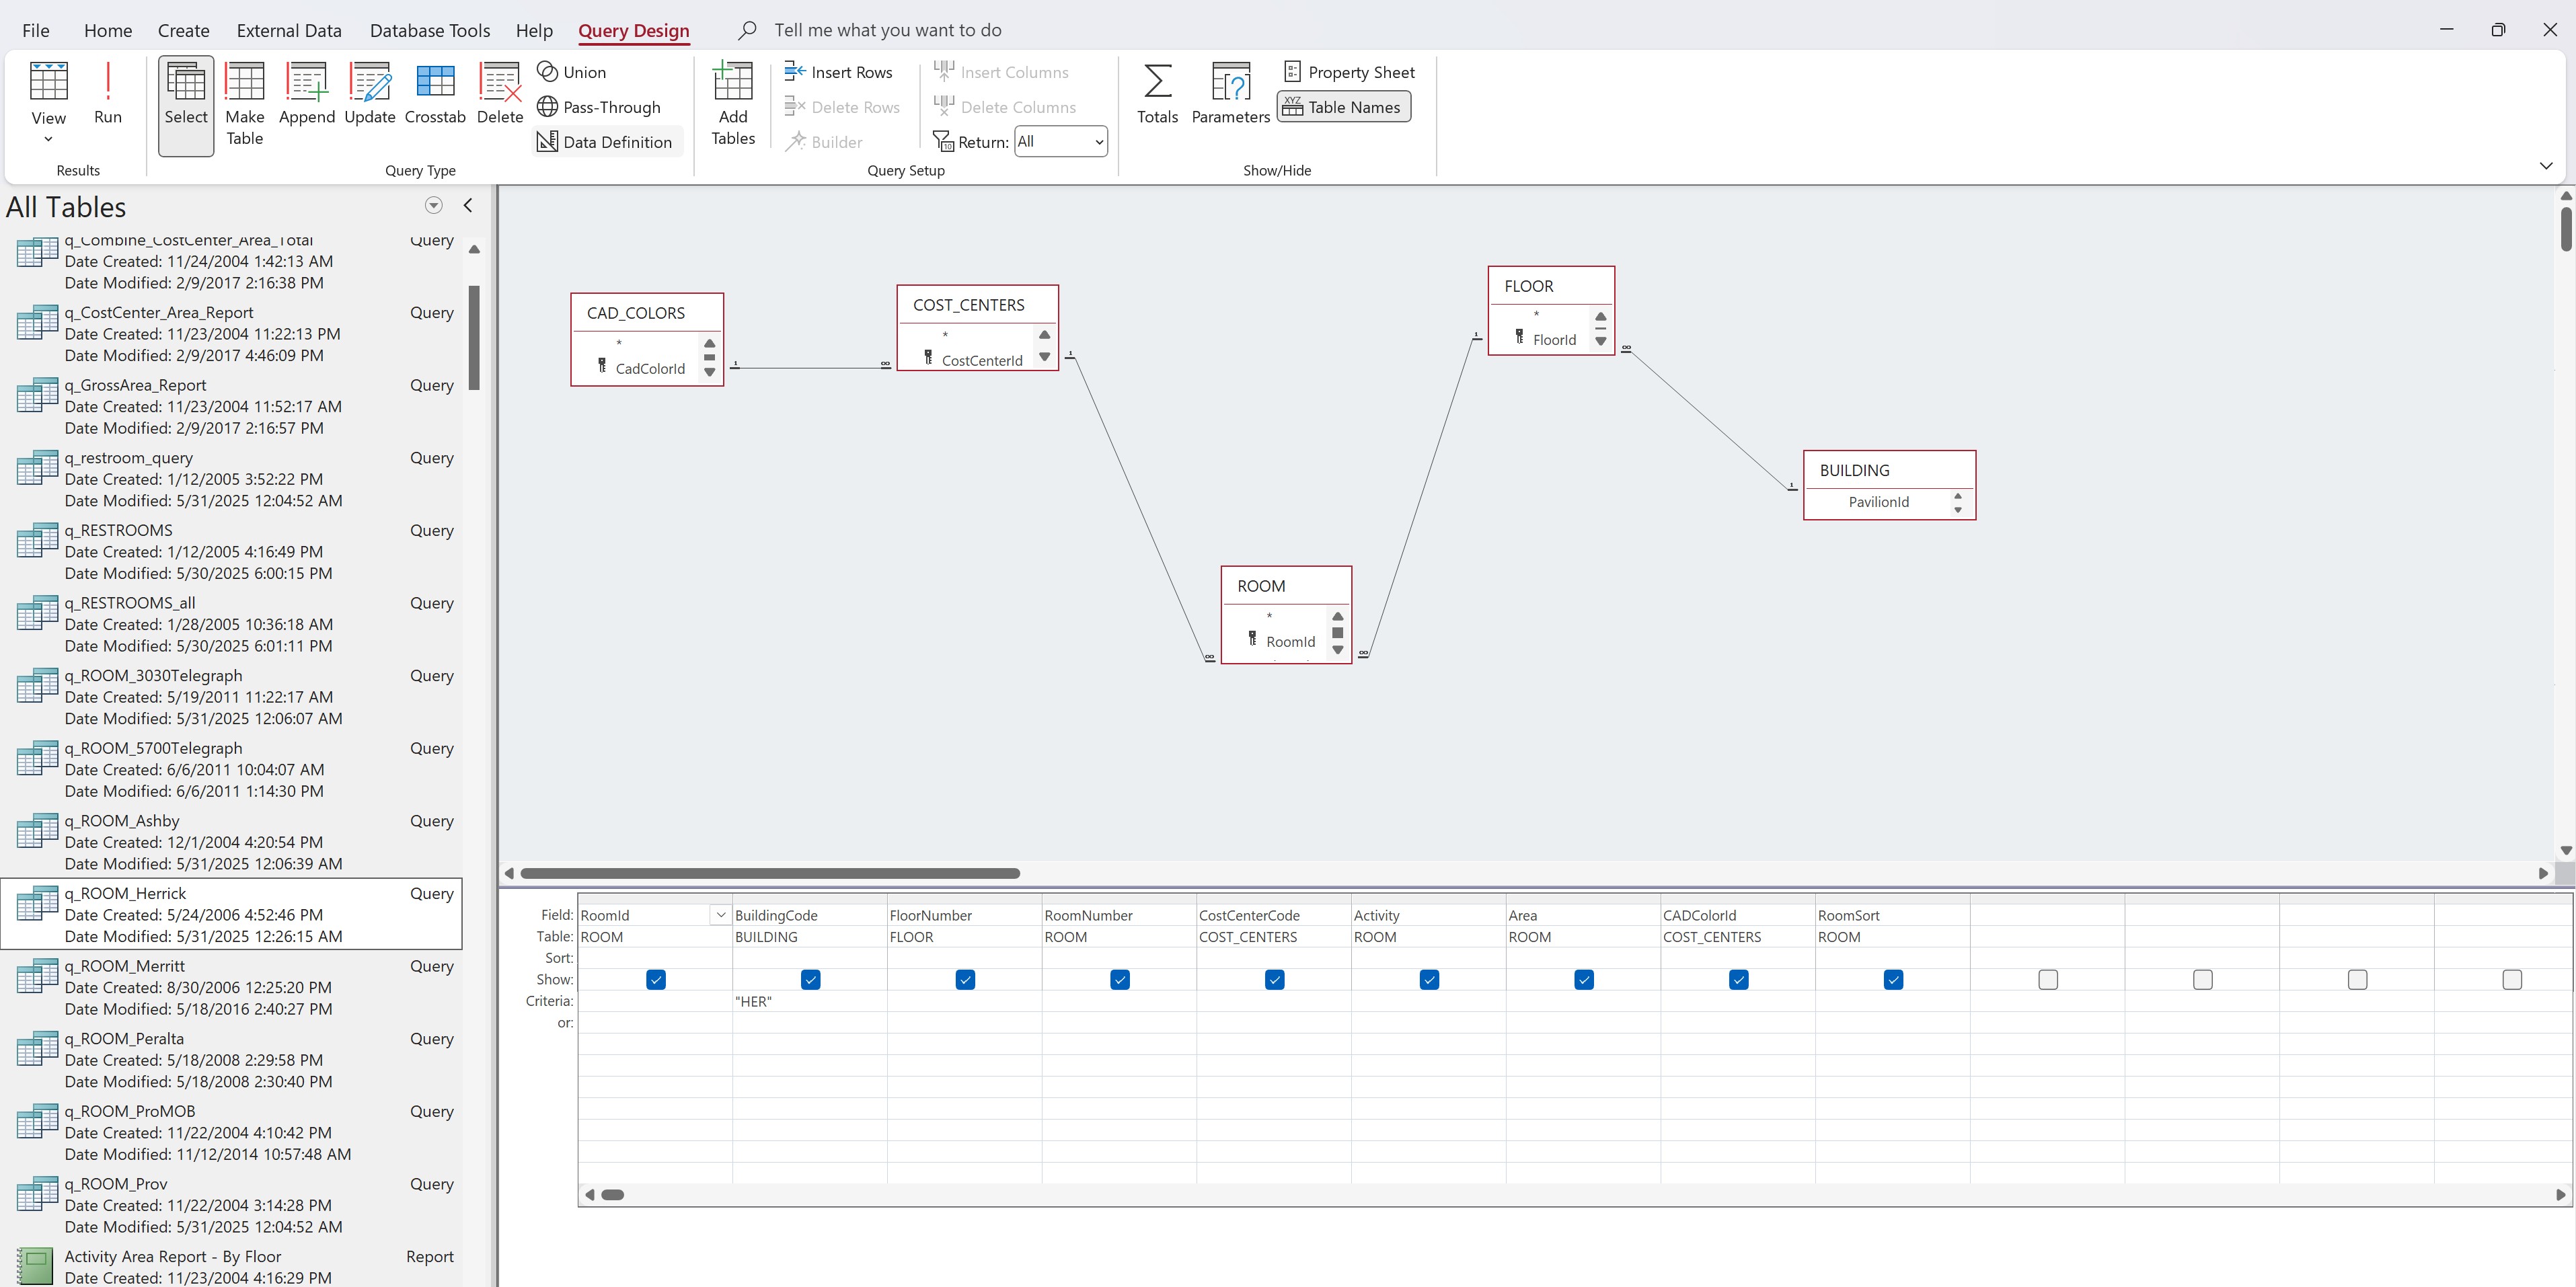 File Home Create External Data Database Tools Help Query Design Tell me what you want to do
View
Run
Select
Make
Table
Append
Update
Crosstab
Delete
Union
Pass-Through
Data Definition
Add
Tables
Insert Rows
Delete Rows
Builder
Insert Columns
Delete Columns
Return: All
Totals
Parameters
Property Sheet
Table Names
Results
Query Type
Query Setup
Show/Hide
All Tables
q_Combine_CostCenter_Area_Total Query
Date Created: 11/24/2004 1:42:13 AM
Date Modified: 2/9/2017 2:16:38 PM
q_CostCenter_Area_Report Query
Date Created: 11/23/2004 11:22:13 PM
Date Modified: 2/9/2017 4:46:09 PM
q_GrossArea_Report Query
Date Created: 11/23/2004 11:52:17 AM
Date Modified: 2/9/2017 2:16:57 PM
q_restroom_query Query
Date Created: 1/12/2005 3:52:22 PM
Date Modified: 5/31/2025 12:04:52 AM
q_RESTROOMS Query
Date Created: 1/12/2005 4:16:49 PM
Date Modified: 5/30/2025 6:00:15 PM
q_RESTROOMS_all Query
Date Created: 1/28/2005 10:36:18 AM
Date Modified: 5/30/2025 6:01:11 PM
q_ROOM_3030Telegraph Query
Date Created: 5/19/2011 11:22:17 AM
Date Modified: 5/31/2025 12:06:07 AM
q_ROOM_5700Telegraph Query
Date Created: 6/6/2011 10:04:07 AM
Date Modified: 6/6/2011 1:14:30 PM
q_ROOM_Ashby Query
Date Created: 12/1/2004 4:20:54 PM
Date Modified: 5/31/2025 12:06:39 AM
q_ROOM_Herrick Query
Date Created: 5/24/2006 4:52:46 PM
Date Modified: 5/31/2025 12:26:15 AM
q_ROOM_Merritt Query
Date Created: 8/30/2006 12:25:20 PM
Date Modified: 5/18/2016 2:40:27 PM
q_ROOM_Peralta Query
Date Created: 5/18/2008 2:29:58 PM
Date Modified: 5/18/2008 2:30:40 PM
q_ROOM_ProMOB Query
Date Created: 11/22/2004 4:10:42 PM
Date Modified: 11/12/2014 10:57:48 AM
q_ROOM_Prov Query
Date Created: 11/22/2004 3:14:28 PM
Date Modified: 5/31/2025 12:04:52 AM
Activity Area Report - By Floor Report
Date Created: 11/23/2004 4:16:29 PM
CAD_COLORS
*
CadColorId
1 ∞
COST_CENTERS
*
CostCenterId
1
FLOOR
*
FloorId
1 ∞
BUILDING
PavilionId
1
ROOM
*
RoomId
∞ ∞
Field: RoomId BuildingCode FloorNumber RoomNumber CostCenterCode Activity Area CADColorId RoomSort
Table: ROOM BUILDING FLOOR ROOM COST_CENTERS ROOM ROOM COST_CENTERS ROOM
Sort:
Show:
Criteria: "HER"
or: